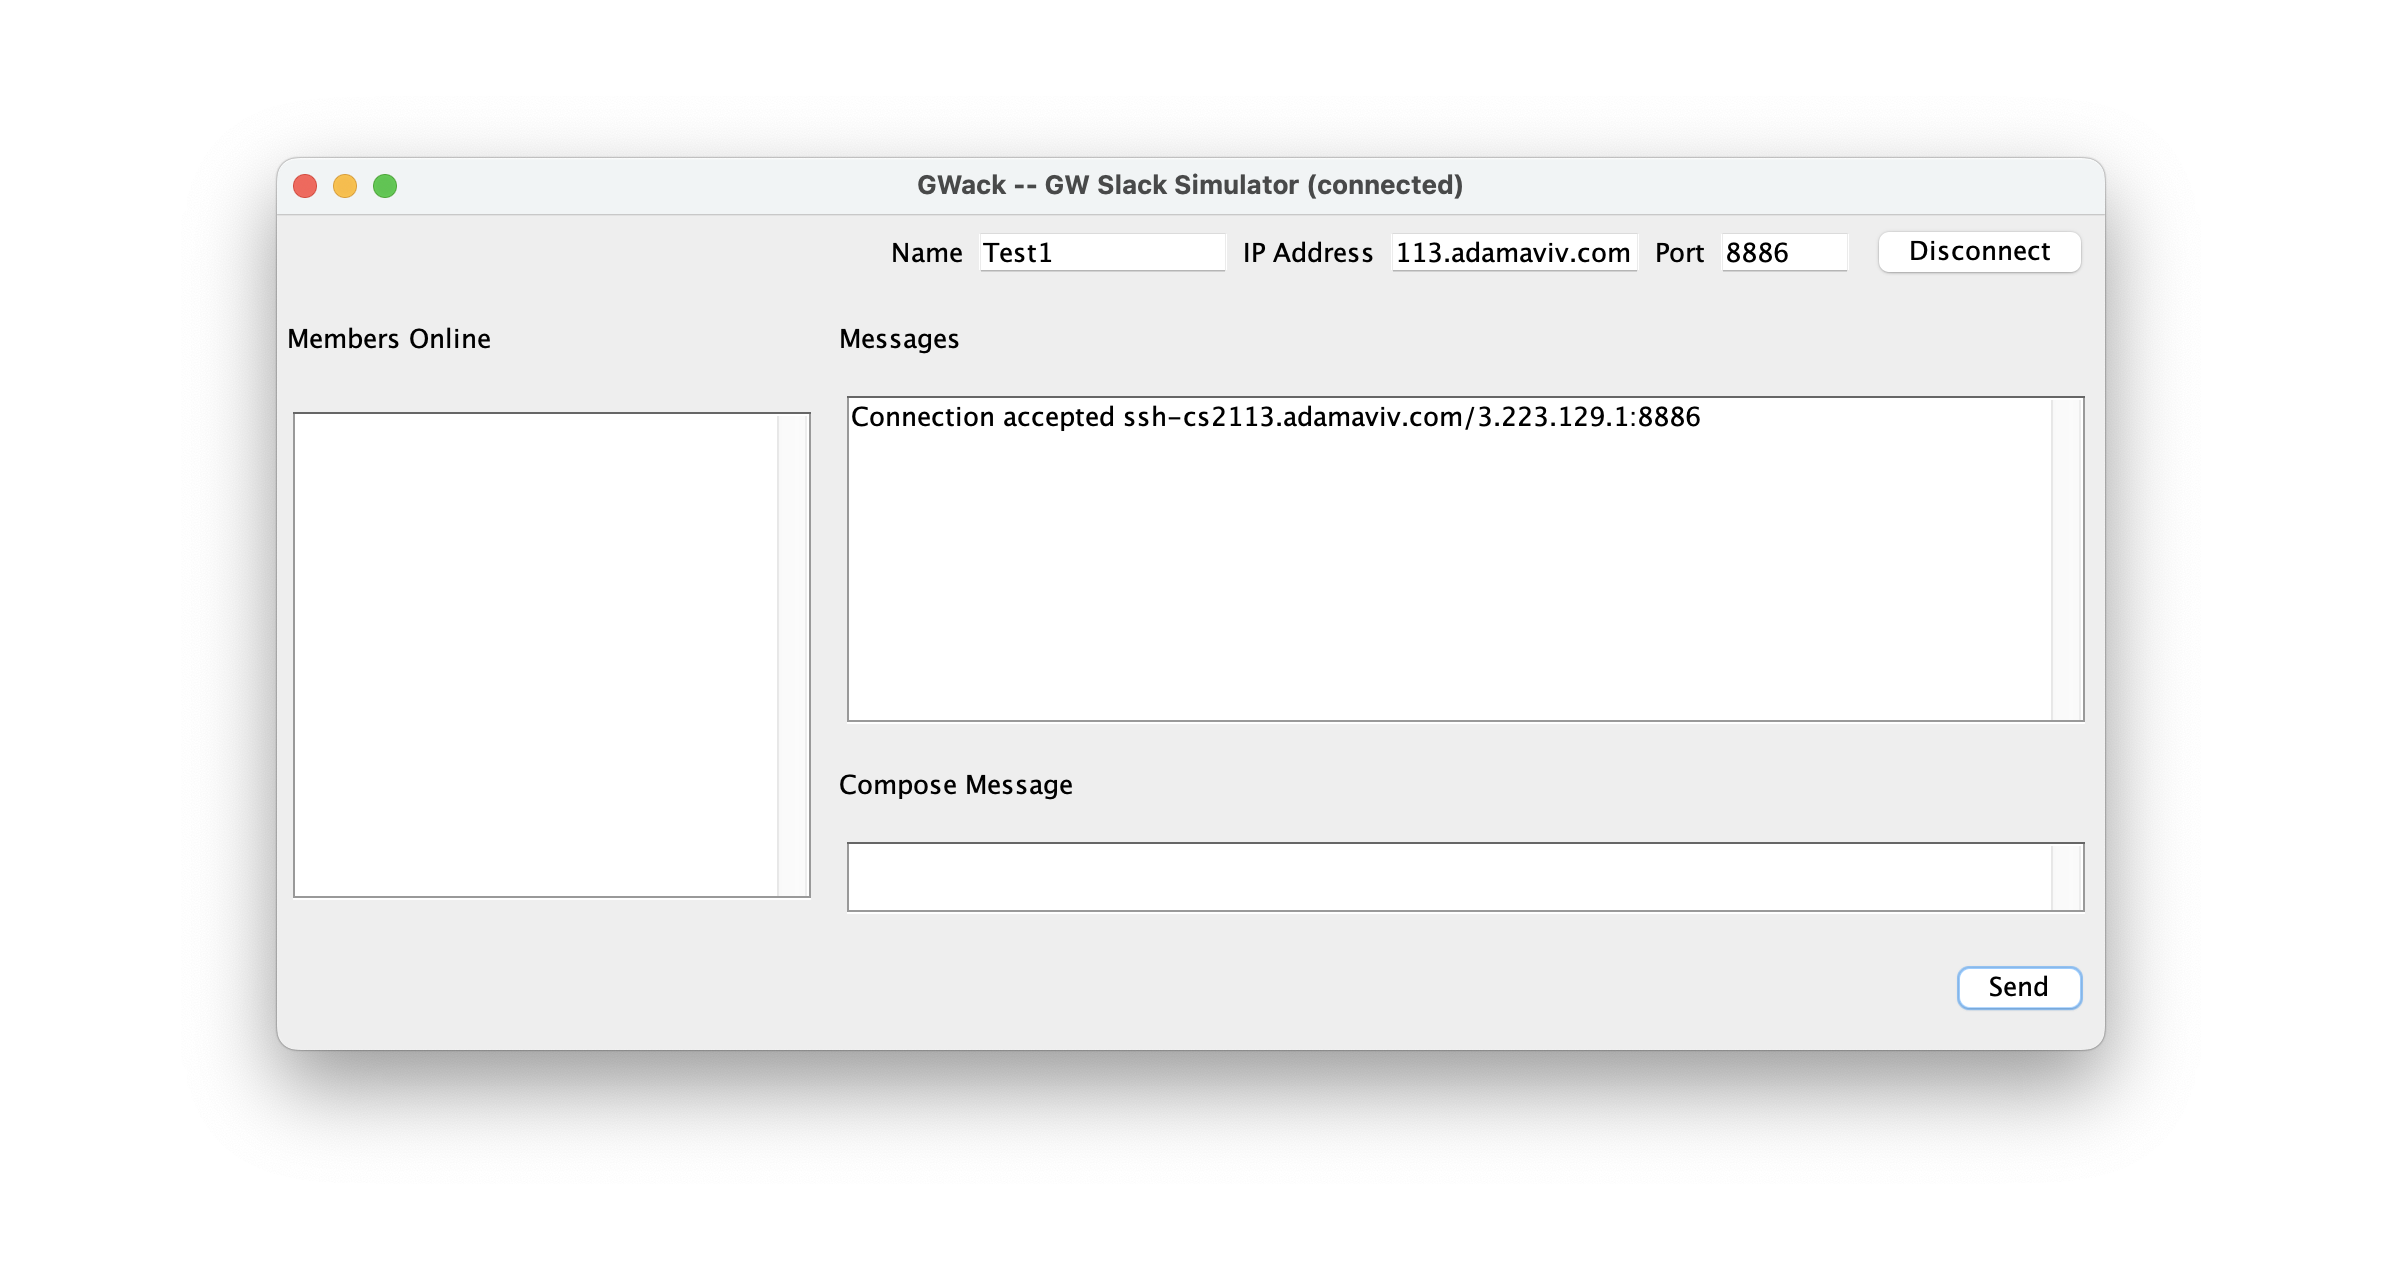 GWack -- GW Slack Simulator (connected)
Name Test1 IP Address 113.adamaviv.com Port 8886 Disconnect
Members Online
Messages
Connection accepted ssh-cs2113.adamaviv.com/3.223.129.1:8886
Compose Message
Send